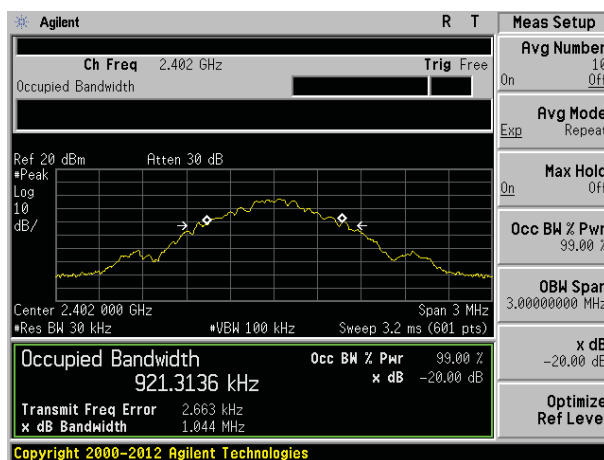 Agilent R T
Ch Freq 2.402 GHz Trig Free
Occupied Bandwidth
Ref 20 dBm Atten 30 dB
#Peak
Log
10
dB/
Center 2.402 000 GHz Span 3 MHz
#Res BW 30 kHz #VBW 100 kHz Sweep 3.2 ms (601 pts)
Occupied Bandwidth
921.3136 kHz
Occ BW % Pwr 99.00 %
x dB -20.00 dB
Transmit Freq Error 2.663 kHz
x dB Bandwidth 1.044 MHz
Copyright 2000-2012 Agilent Technologies
Meas Setup
Avg Number
10
On Off
Avg Mode
Exp Repeat
Max Hold
On Off
Occ BW % Pwr
99.00 %
OBW Span
3.00000000 MHz
x dB
-20.00 dB
Optimize
Ref Level